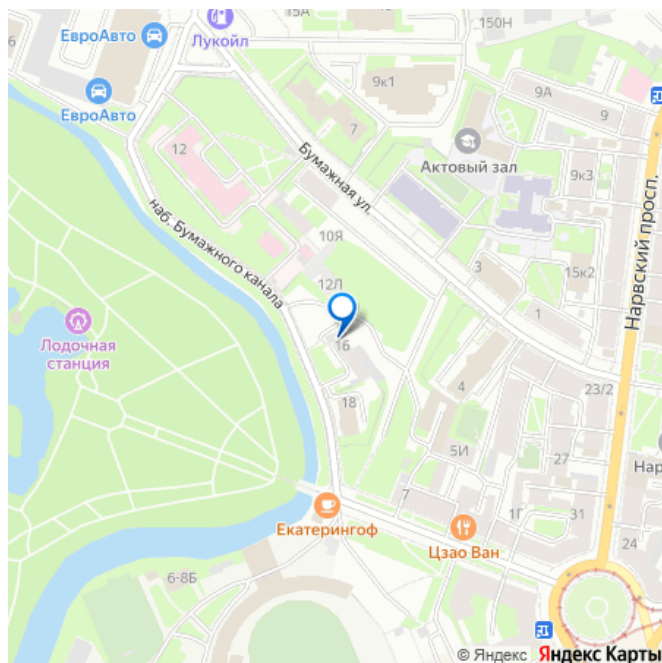 15А
Лукойл
150Н
ЕвроАвто
6
9к1
ЕвроАвто
9А
9
7
12
Актовый зал
Бумажная ул.
9к3
наб. Бумажного канала
10Я
3
15к2
Нарвский просп.
12Л
1
Лодочная
станция
16
4
23/2
18
5И
27
Нар
7
1Г
31
Екатерингоф
Цзао Ван
24
6-8Б
© Яндекс Яндекс Карты